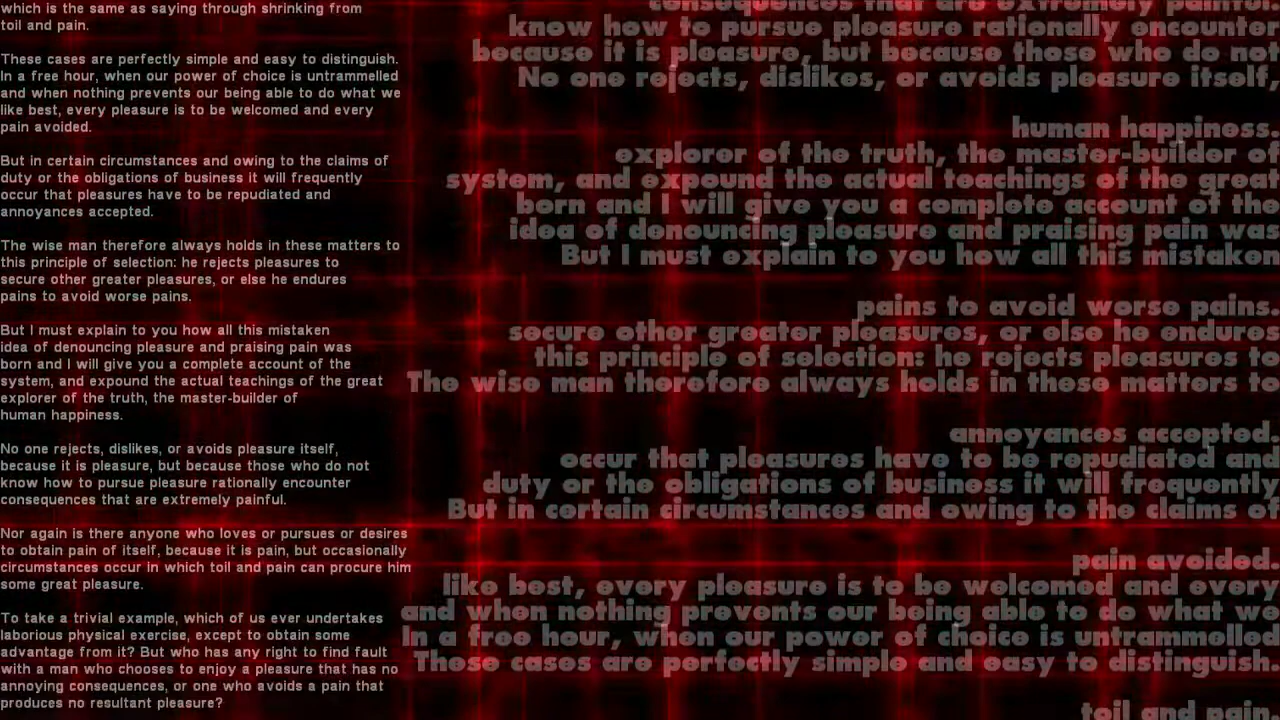 which is the same as saying through shrinking from
toil and pain.
These cases are perfectly simple and easy to distinguish.
In a free hour, when our power of choice is untrammelled
and when nothing prevents our being able to do what we
like best, every pleasure is to be welcomed and every
pain avoided.
But in certain circumstances and owing to the claims of
duty or the obligations of business it will frequently
occur that pleasures have to be repudiated and
annoyances accepted.
The wise man therefore always holds in these matters to
this principle of selection: he rejects pleasures to
secure other greater pleasures, or else he endures
pains to avoid worse pains.
But I must explain to you how all this mistaken
idea of denouncing pleasure and praising pain was
born and I will give you a complete account of the
system, and expound the actual teachings of the great
explorer of the truth, the master-builder of
human happiness.
No one rejects, dislikes, or avoids pleasure itself,
because it is pleasure, but because those who do not
know how to pursue pleasure rationally encounter
consequences that are extremely painful.
Nor again is there anyone who loves or pursues or desires
to obtain pain of itself, because it is pain, but occasionally
circumstances occur in which toil and pain can procure him
some great pleasure.
To take a trivial example, which of us ever undertakes
laborious physical exercise, except to obtain some
advantage from it? But who has any right to find fault
with a man who chooses to enjoy a pleasure that has no
annoying consequences, or one who avoids a pain that
produces no resultant pleasure?
consequences that are extremely painful.
know how to pursue pleasure rationally encounter
because it is pleasure, but because those who do not
No one rejects, dislikes, or avoids pleasure itself,
human happiness.
explorer of the truth, the master-builder of
system, and expound the actual teachings of the great
born and I will give you a complete account of the
idea of denouncing pleasure and praising pain was
But I must explain to you how all this mistaken
pains to avoid worse pains.
secure other greater pleasures, or else he endures
this principle of selection: he rejects pleasures to
The wise man therefore always holds in these matters to
annoyances accepted.
occur that pleasures have to be repudiated and
duty or the obligations of business it will frequently
But in certain circumstances and owing to the claims of
pain avoided.
like best, every pleasure is to be welcomed and every
and when nothing prevents our being able to do what we
In a free hour, when our power of choice is untrammelled
These cases are perfectly simple and easy to distinguish.
toil and pain.